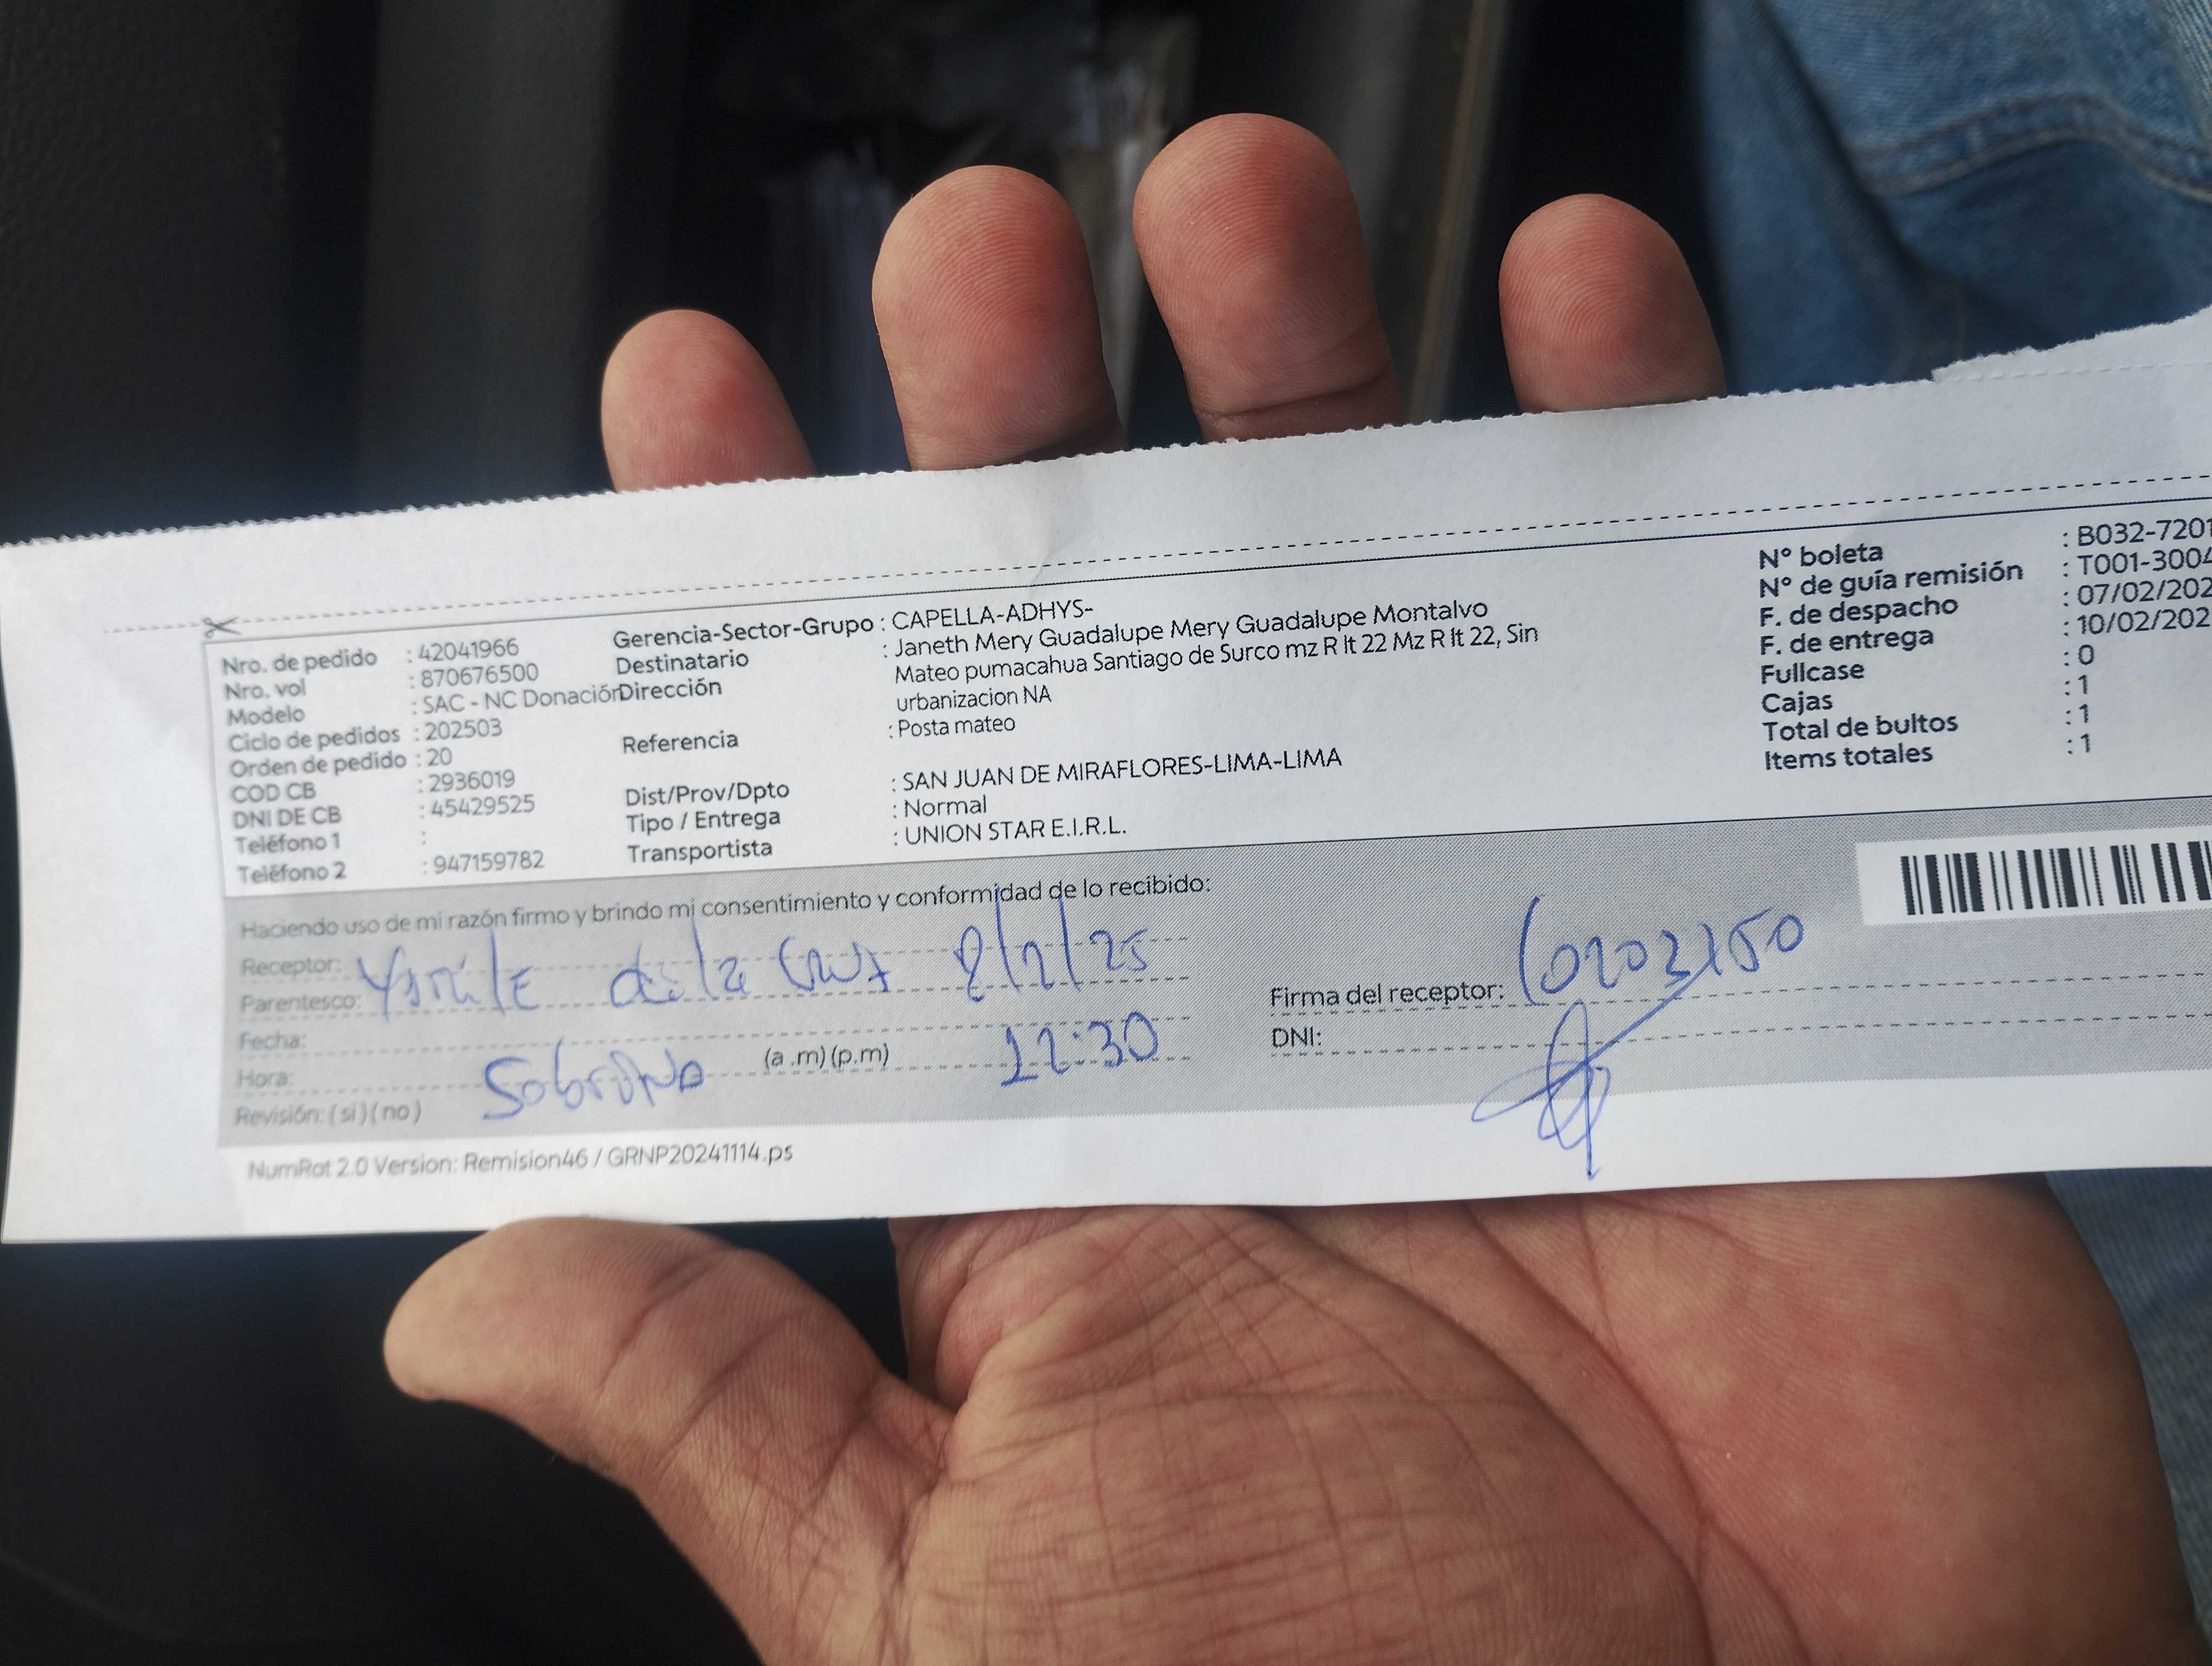 Nro. de pedido : 42041966
Nro. vol : 870676500
Modelo : SAC - NC Donación
Ciclo de pedidos : 202503
Orden de pedido : 20
COD CB : 2936019
DNI DE CB : 45429525
Teléfono 1 :
Teléfono 2 : 947159782
Gerencia-Sector-Grupo : CAPELLA-ADHYS-
Destinatario : Janeth Mery Guadalupe Mery Guadalupe Montalvo
Dirección Mateo pumacahua Santiago de Surco mz R lt 22 Mz R lt 22, Sin
urbanizacion NA
Referencia : Posta mateo
Dist/Prov/Dpto : SAN JUAN DE MIRAFLORES-LIMA-LIMA
Tipo / Entrega : Normal
Transportista : UNION STAR E.I.R.L.
N° boleta : B032-7201
N° de guía remisión : T001-3004
F. de despacho : 07/02/202
F. de entrega : 10/02/202
Fullcase : 0
Cajas : 1
Total de bultos : 1
Items totales : 1
Haciendo uso de mi razón firmo y brindo mi consentimiento y conformidad de lo recibido:
Receptor:
Parentesco: de la Cruz
Fecha:
Hora: (a .m) (p.m)
Revisión: (si) (no) Sobrino
Firma del receptor:
DNI:
NumRot 2.0 Version: Remision46 / GRNP20241114.ps